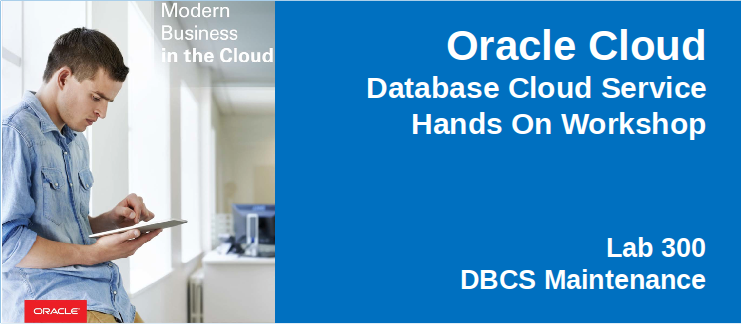 Modern
Business
in the Cloud
Oracle Cloud
Database Cloud Service
Hands On Workshop
Lab 300
DBCS Maintenance
ORACLE